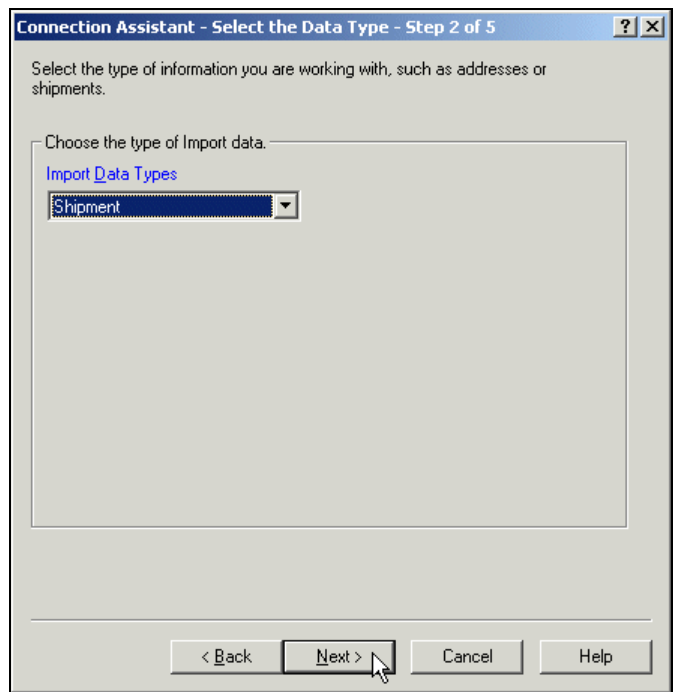 Connection Assistant - Select the Data Type - Step 2 of 5
Select the type of information you are working with, such as addresses or
shipments.
Choose the type of Import data.
Import Data Types
Shipment
< Back Next > Cancel Help